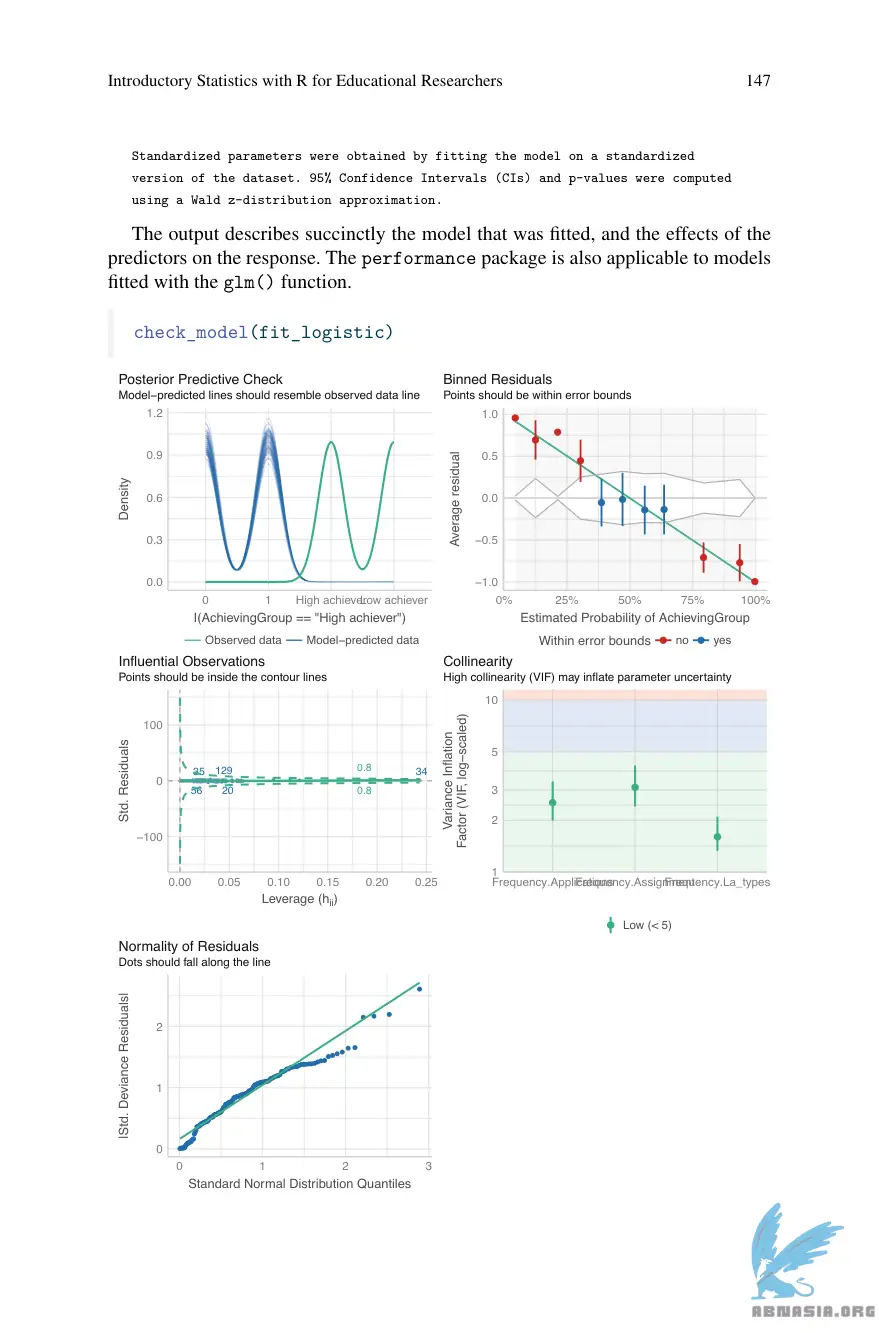 Introductory Statistics with R for Educational Researchers 147
Standardized parameters were obtained by fitting the model on a standardized
version of the dataset. 95% Confidence Intervals (CIs) and p-values were computed
using a Wald z-distribution approximation.
The output describes succinctly the model that was fitted, and the effects of the
predictors on the response. The performance package is also applicable to models
fitted with the glm() function.
check_model(fit_logistic)
Posterior Predictive Check
Model−predicted lines should resemble observed data line
1.2
0.9
0.6
0.3
0.0
Density
0 1 High achiever Low achiever
I(AchievingGroup == "High achiever")
Observed data Model−predicted data
Binned Residuals
Points should be within error bounds
1.0
0.5
0.0
−0.5
−1.0
Average residual
0% 25% 50% 75% 100%
Estimated Probability of AchievingGroup
Within error bounds no yes
Influential Observations
Points should be inside the contour lines
100
0
−100
Std. Residuals
35 129 0.8 34
36 20 0.8
0.00 0.05 0.10 0.15 0.20 0.25
Leverage (hii)
Collinearity
High collinearity (VIF) may inflate parameter uncertainty
10
5
3
2
1
Variance Inflation
Factor (VIF, log−scaled)
Frequency.Applications Frequency.Assignment Frequency.La_types
Low (< 5)
Normality of Residuals
Dots should fall along the line
2
1
0
|Std. Deviance Residuals|
0 1 2 3
Standard Normal Distribution Quantiles
ABNASIA.ORG